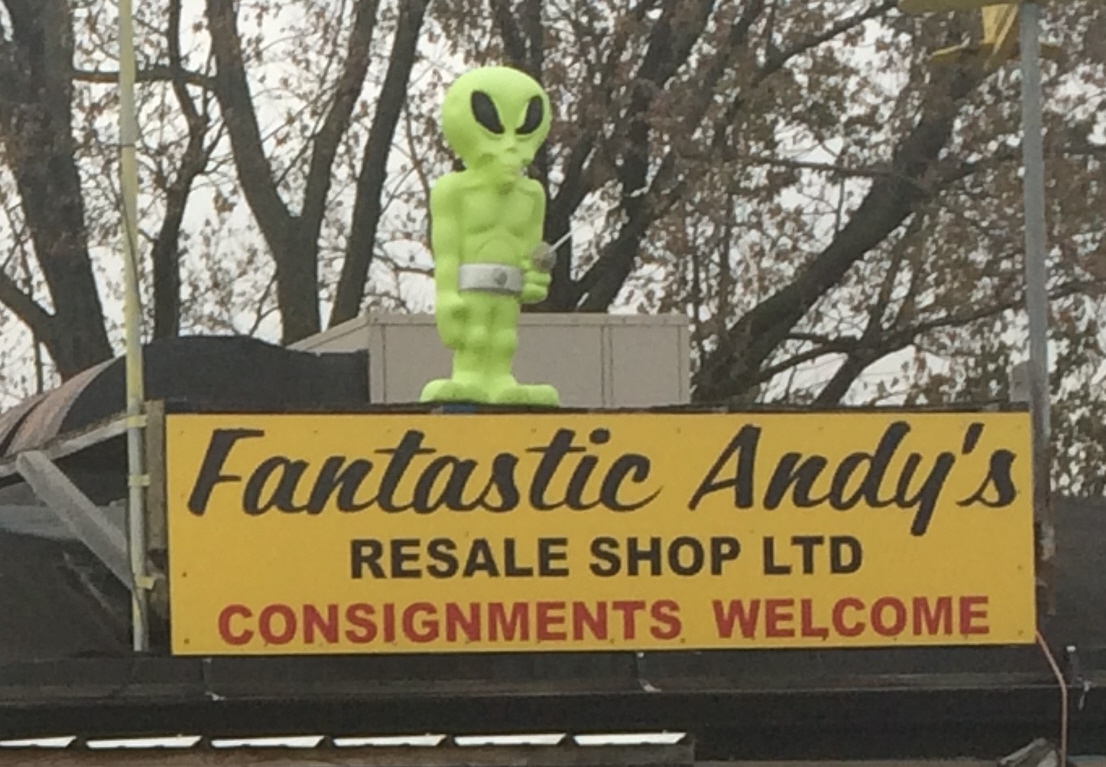 Fantastic Andy's
RESALE SHOP LTD
CONSIGNMENTS WELCOME